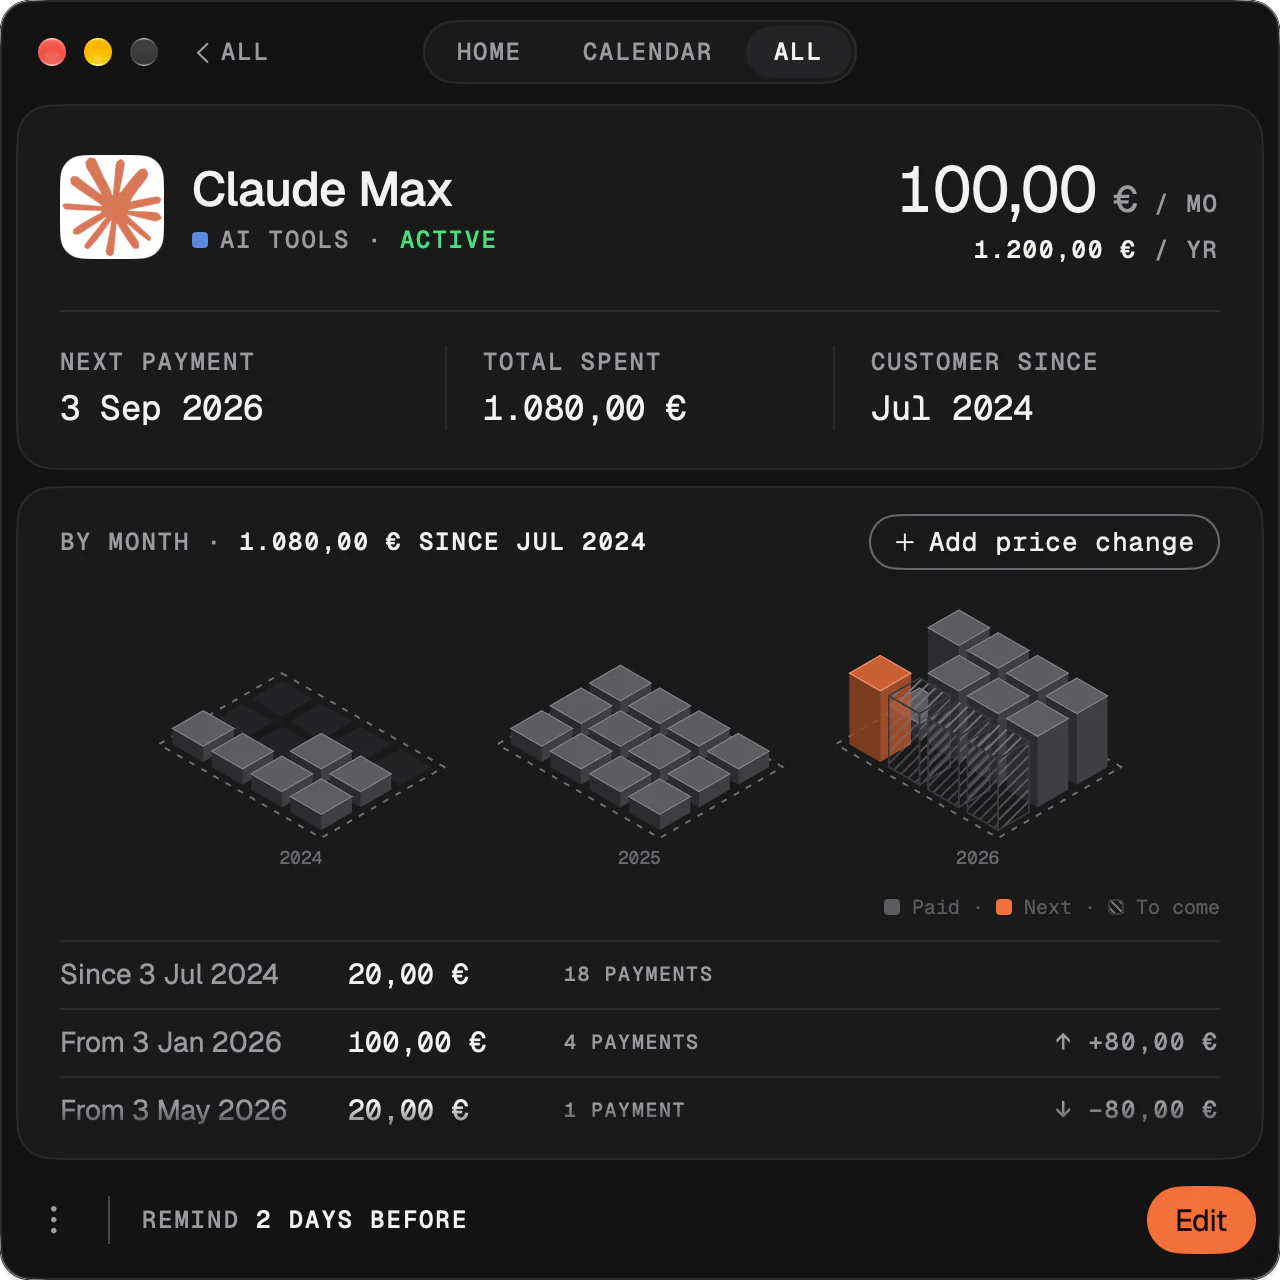 ALL
HOME CALENDAR ALL
Claude Max
AI TOOLS · ACTIVE
100,00 € / MO
1.200,00 € / YR
NEXT PAYMENT
3 Sep 2026
TOTAL SPENT
1.080,00 €
CUSTOMER SINCE
Jul 2024
BY MONTH · 1.080,00 € SINCE JUL 2024
+ Add price change
2024
2025
2026
Paid · Next · To come
Since 3 Jul 2024 20,00 € 18 PAYMENTS
From 3 Jan 2026 100,00 € 4 PAYMENTS ↑ +80,00 €
From 3 May 2026 20,00 € 1 PAYMENT ↓ −80,00 €
REMIND 2 DAYS BEFORE
Edit